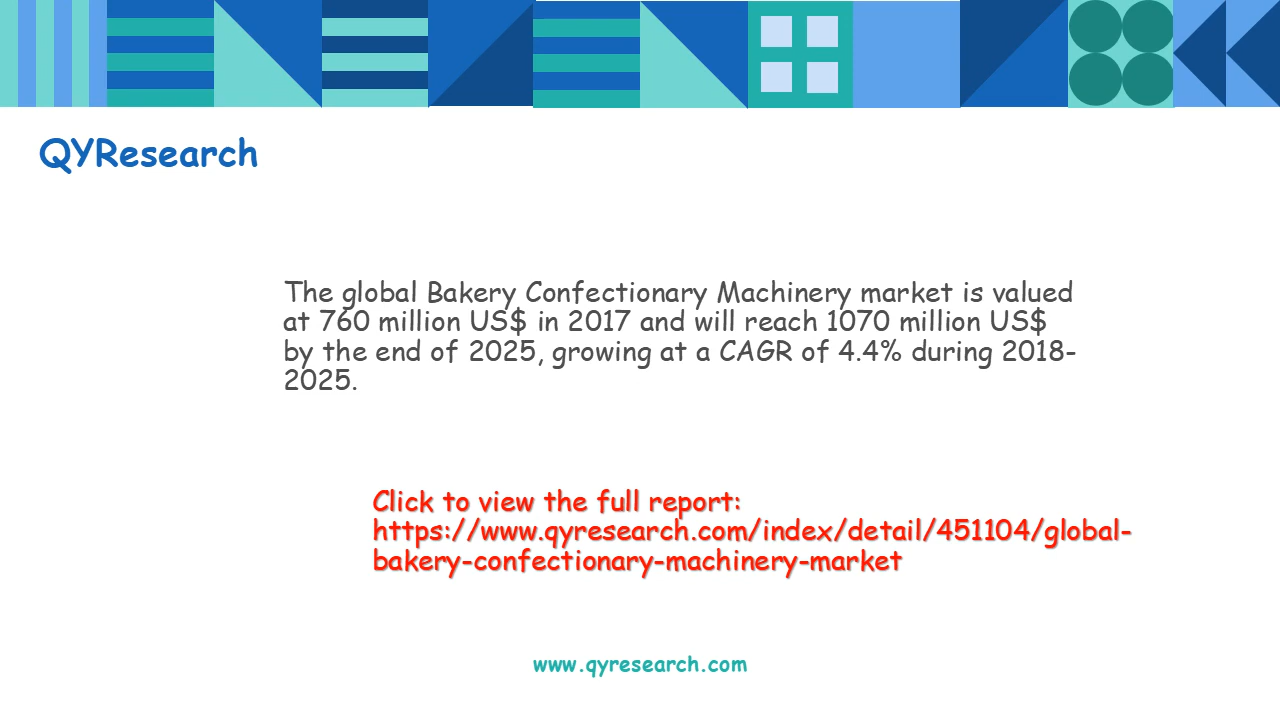 QYResearch
The global Bakery Confectionary Machinery market is valued
at 760 million US$ in 2017 and will reach 1070 million US$
by the end of 2025, growing at a CAGR of 4.4% during 2018-
2025.
Click to view the full report:
https://www.qyresearch.com/index/detail/451104/global-
bakery-confectionary-machinery-market
www.qyresearch.com